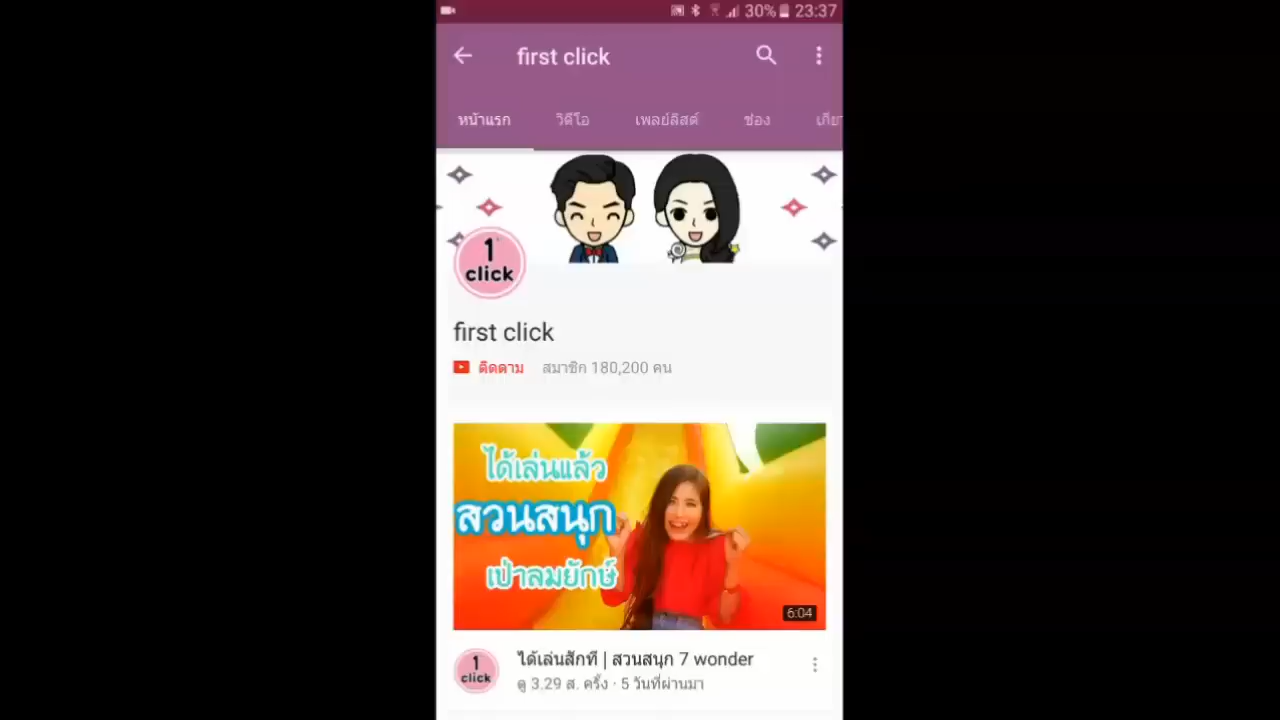 30% 23:37
first click
หน้าแรก วิดีโอ เพลย์ลิสต์ ช่อง เกี่ย
1 click
first click
ติดตาม สมาชิก 180,200 คน
ได้เล่นแล้ว
สวนสนุก
เป่าลมยักษ์
6:04
1 click
ได้เล่นสักที | สวนสนุก 7 wonder
ดู 3.29 ส. ครั้ง · 5 วันที่ผ่านมา